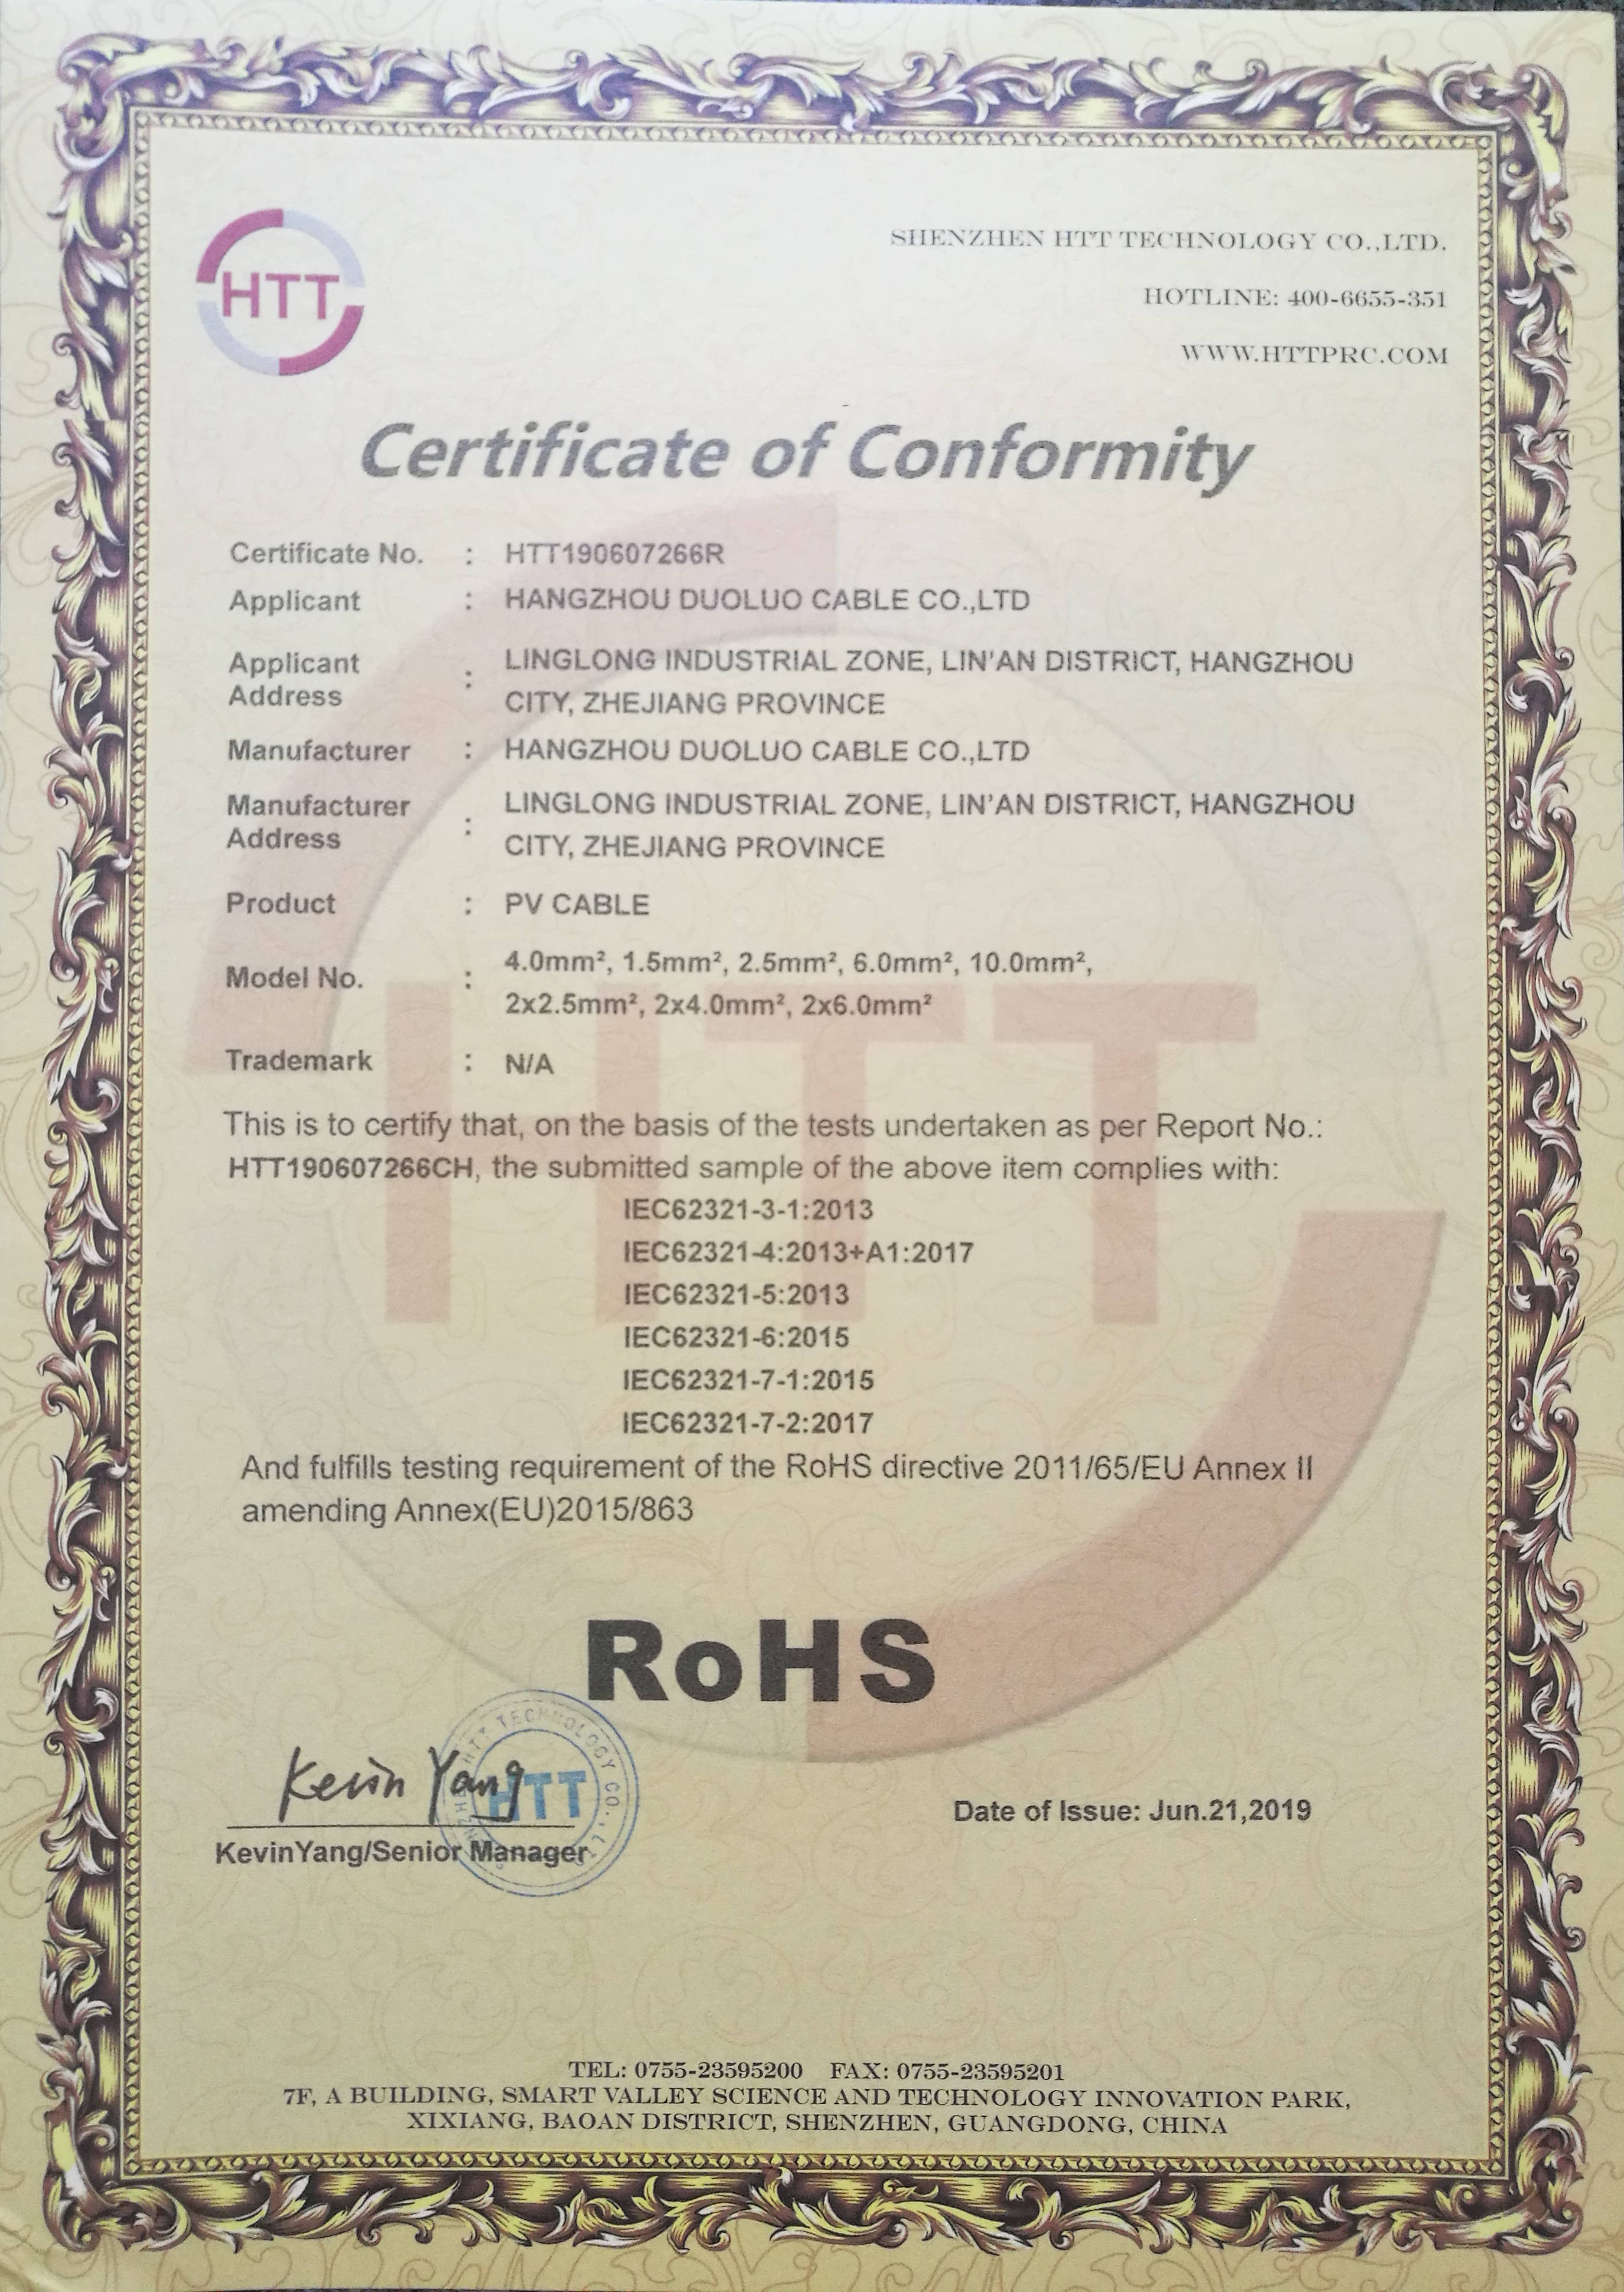 HTT
SHENZHEN HTT TECHNOLOGY CO.,LTD.
HOTLINE: 400-6655-351
WWW.HTTPRC.COM
Certificate of Conformity
Certificate No. : HTT190607266R
Applicant : HANGZHOU DUOLUO CABLE CO.,LTD
Applicant Address : LINGLONG INDUSTRIAL ZONE, LIN'AN DISTRICT, HANGZHOU
CITY, ZHEJIANG PROVINCE
Manufacturer : HANGZHOU DUOLUO CABLE CO.,LTD
Manufacturer Address : LINGLONG INDUSTRIAL ZONE, LIN'AN DISTRICT, HANGZHOU
CITY, ZHEJIANG PROVINCE
Product : PV CABLE
Model No. : 4.0mm², 1.5mm², 2.5mm², 6.0mm², 10.0mm²,
2x2.5mm², 2x4.0mm², 2x6.0mm²
Trademark : N/A
This is to certify that, on the basis of the tests undertaken as per Report No.:
HTT190607266CH, the submitted sample of the above item complies with:
IEC62321-3-1:2013
IEC62321-4:2013+A1:2017
IEC62321-5:2013
IEC62321-6:2015
IEC62321-7-1:2015
IEC62321-7-2:2017
And fulfills testing requirement of the RoHS directive 2011/65/EU Annex II
amending Annex(EU)2015/863
HTT
RoHS
Kevin Yang
HTT TECHNOLOGY CO.,
HTT
KevinYang/Senior Manager
Date of Issue: Jun.21,2019
TEL: 0755-23595200 FAX: 0755-23595201
7F, A BUILDING, SMART VALLEY SCIENCE AND TECHNOLOGY INNOVATION PARK,
XIXIANG, BAOAN DISTRICT, SHENZHEN, GUANGDONG, CHINA